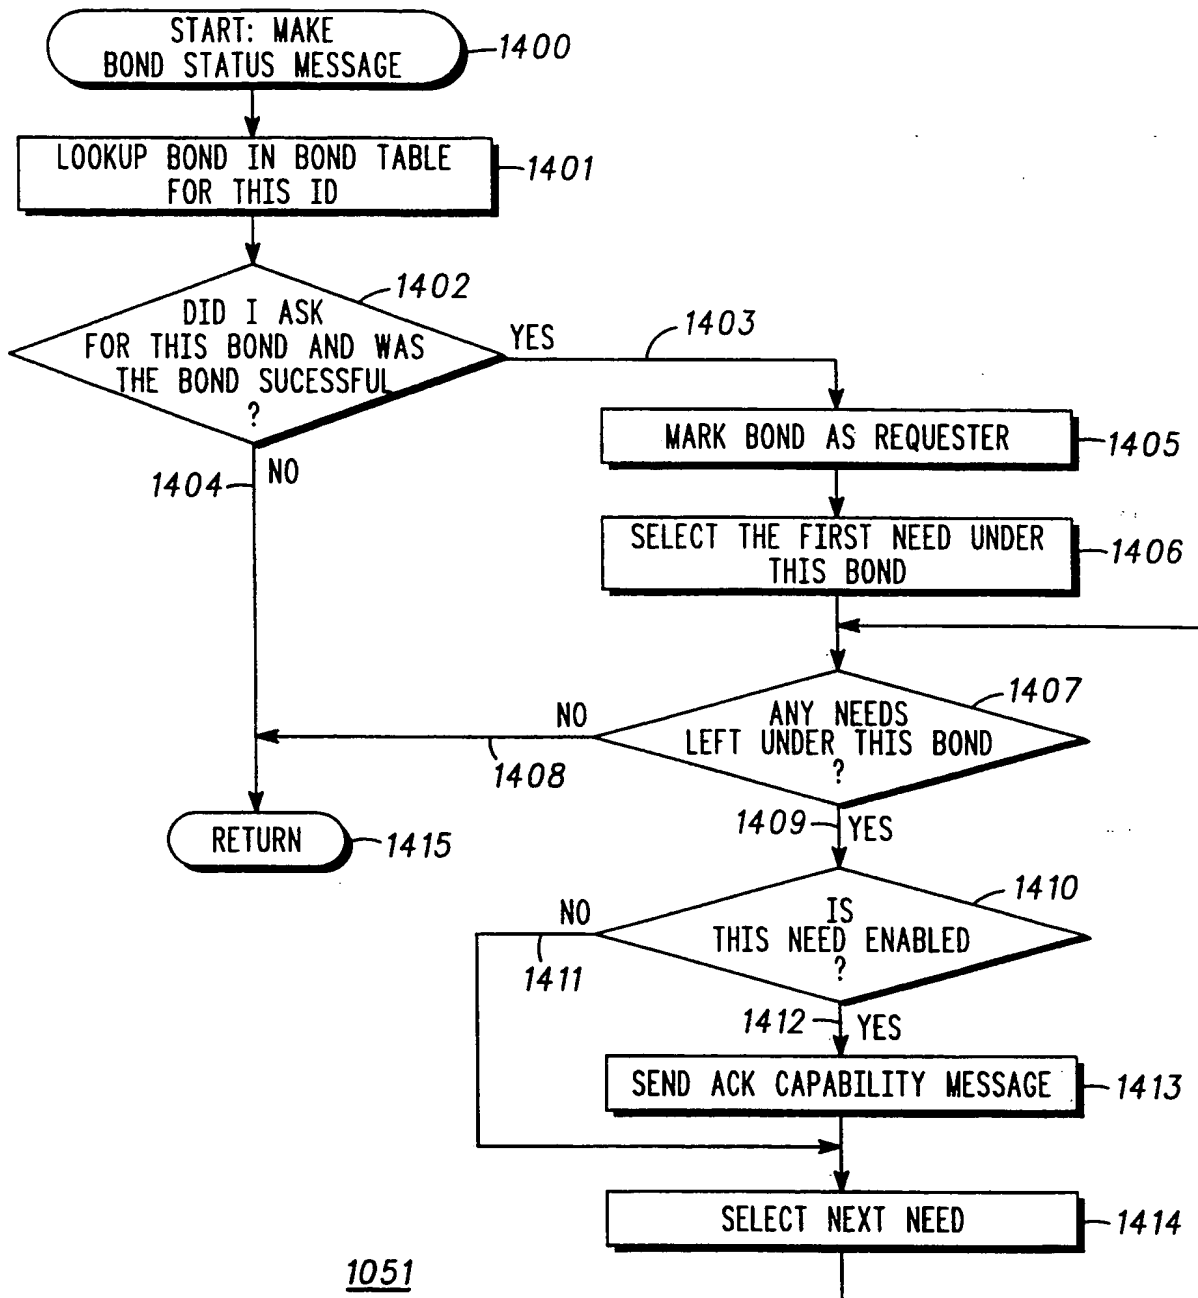 START: MAKE
BOND STATUS MESSAGE
1400
LOOKUP BOND IN BOND TABLE
FOR THIS ID
1401
DID I ASK
FOR THIS BOND AND WAS
THE BOND SUCESSFUL
?
1402
YES
1403
NO
1404
MARK BOND AS REQUESTER
1405
SELECT THE FIRST NEED UNDER
THIS BOND
1406
ANY NEEDS
LEFT UNDER THIS BOND
?
1407
NO
1408
RETURN
1415
1409
YES
IS
THIS NEED ENABLED
?
1410
NO
1411
1412
YES
SEND ACK CAPABILITY MESSAGE
1413
SELECT NEXT NEED
1414
1051